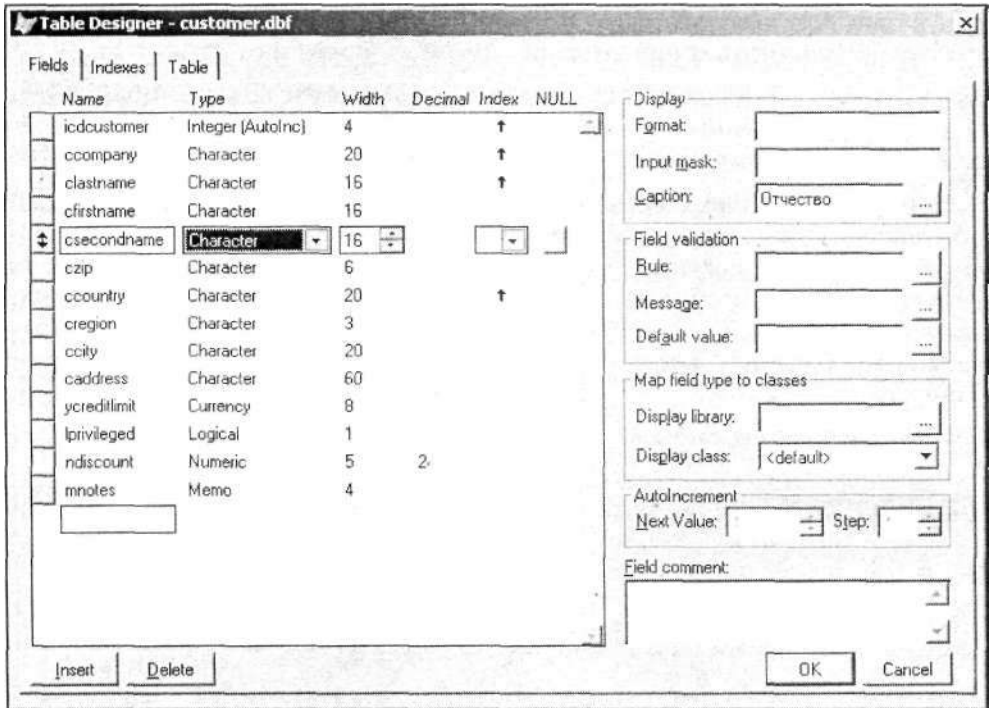 Table Designer - customer.dbf
Fields Indexes Table
Name Type Width Decimal Index NULL
icdcustomer Integer (AutoInc) 4
ccompany Character 20
clastname Character 16
cfirstname Character 16
csecondname Character 16
czip Character 6
ccountry Character 20
cregion Character 3
ccity Character 20
caddress Character 60
ycreditlimit Currency 8
lprivileged Logical 1
ndiscount Numeric 5 2
mnotes Memo 4
Insert Delete
Display
Format:
Input mask:
Caption: Отчество ...
Field validation
Rule: ...
Message: ...
Default value: ...
Map field type to classes
Display library: ...
Display class: <default>
AutoIncrement
Next Value: Step:
Field comment:
OK Cancel